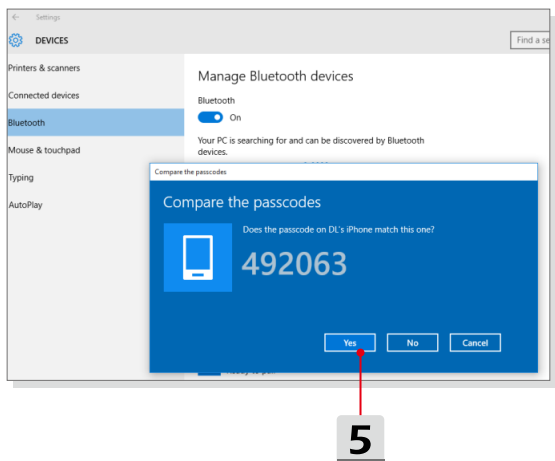 Settings
DEVICES
Find a se
Printers & scanners
Connected devices
Bluetooth
Mouse & touchpad
Typing
AutoPlay
Manage Bluetooth devices
Bluetooth
On
Your PC is searching for and can be discovered by Bluetooth
devices.
Compare the passcodes
Compare the passcodes
Does the passcode on DL's iPhone match this one?
492063
Yes No Cancel
5